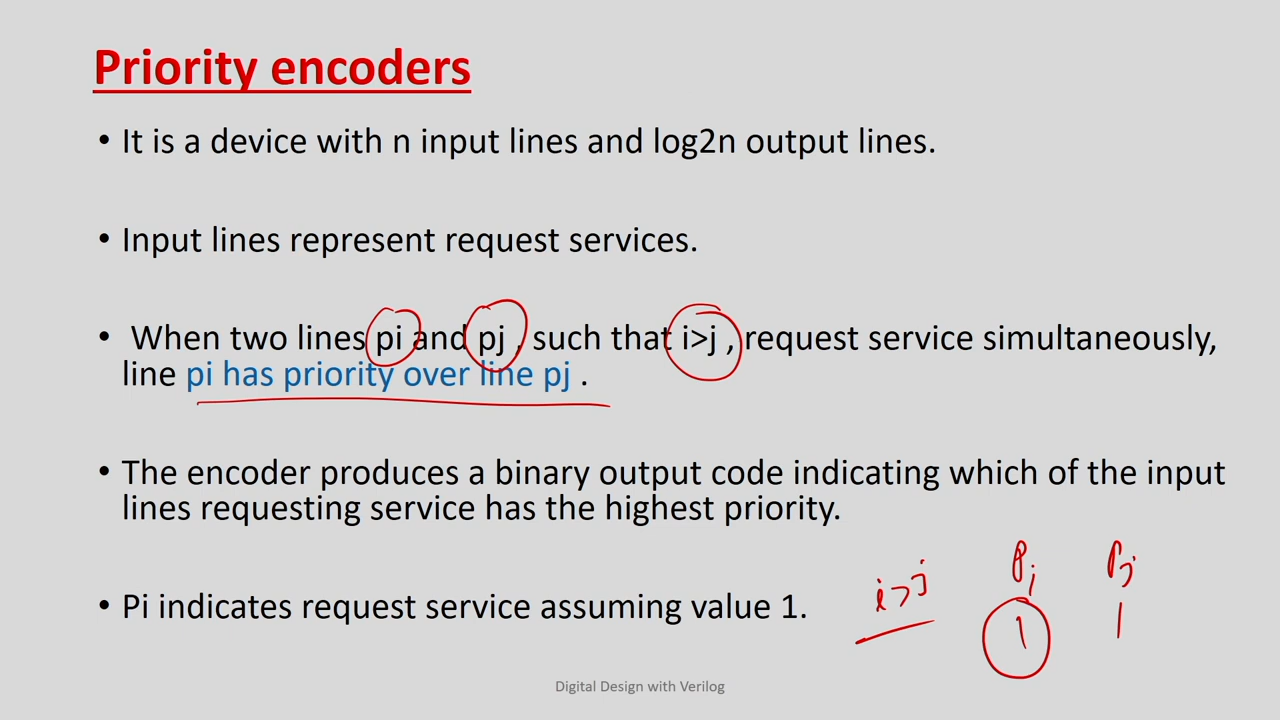 Priority encoders
• It is a device with n input lines and log2n output lines.
• Input lines represent request services.
• When two lines pi and pj , such that i>j , request service simultaneously,
line pi has priority over line pj .
• The encoder produces a binary output code indicating which of the input
lines requesting service has the highest priority.
• Pi indicates request service assuming value 1.
i>j Pi Pj
1 1
Digital Design with Verilog